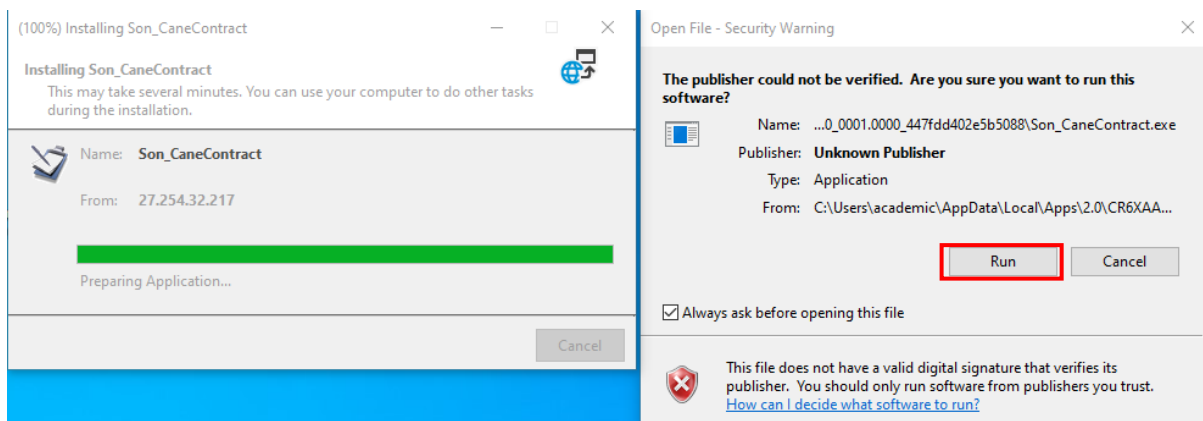 (100%) Installing Son_CaneContract
Installing Son_CaneContract
This may take several minutes. You can use your computer to do other tasks
during the installation.
Name: Son_CaneContract
From: 27.254.32.217
Preparing Application...
Cancel
Open File - Security Warning
The publisher could not be verified. Are you sure you want to run this
software?
Name: ...0_0001.0000_447fdd402e5b5088\Son_CaneContract.exe
Publisher: Unknown Publisher
Type: Application
From: C:\Users\academic\AppData\Local\Apps\2.0\CR6XAA...
Run Cancel
Always ask before opening this file
This file does not have a valid digital signature that verifies its
publisher. You should only run software from publishers you trust.
How can I decide what software to run?